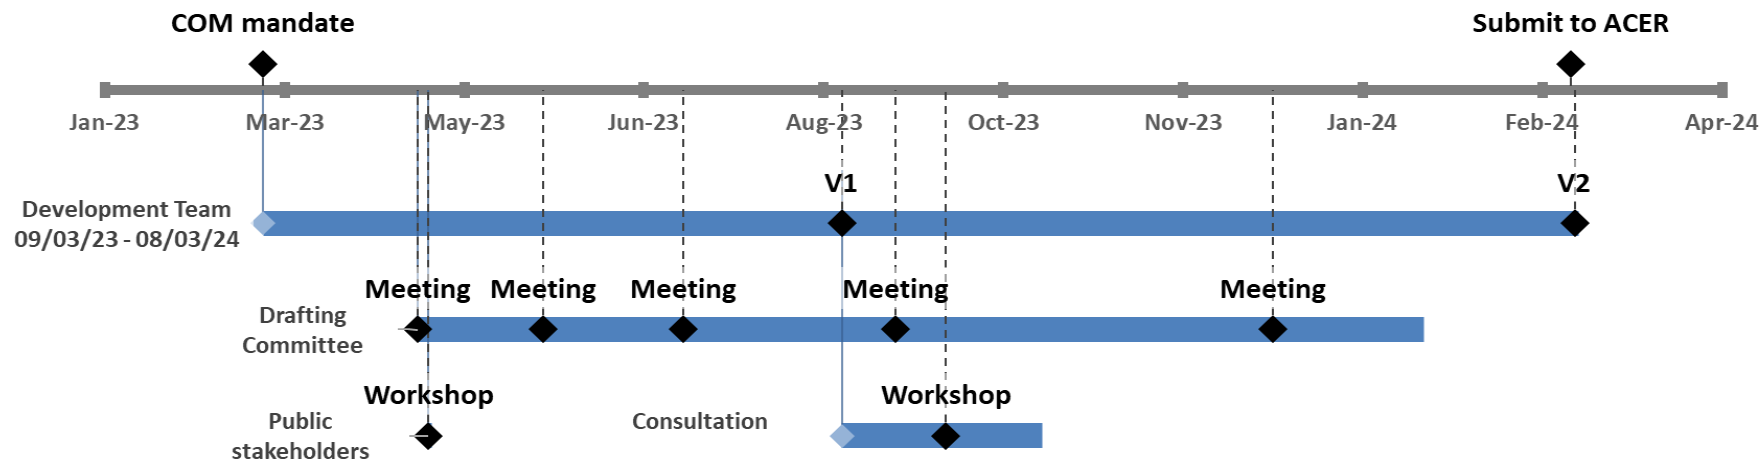 COM mandate
Submit to ACER
Jan-23
Mar-23
May-23
Jun-23
Aug-23
Oct-23
Nov-23
Jan-24
Feb-24
Apr-24
V1
V2
Development Team
09/03/23 - 08/03/24
Meeting
Meeting
Meeting
Meeting
Meeting
Drafting
Committee
Workshop
Workshop
Public
stakeholders
Consultation